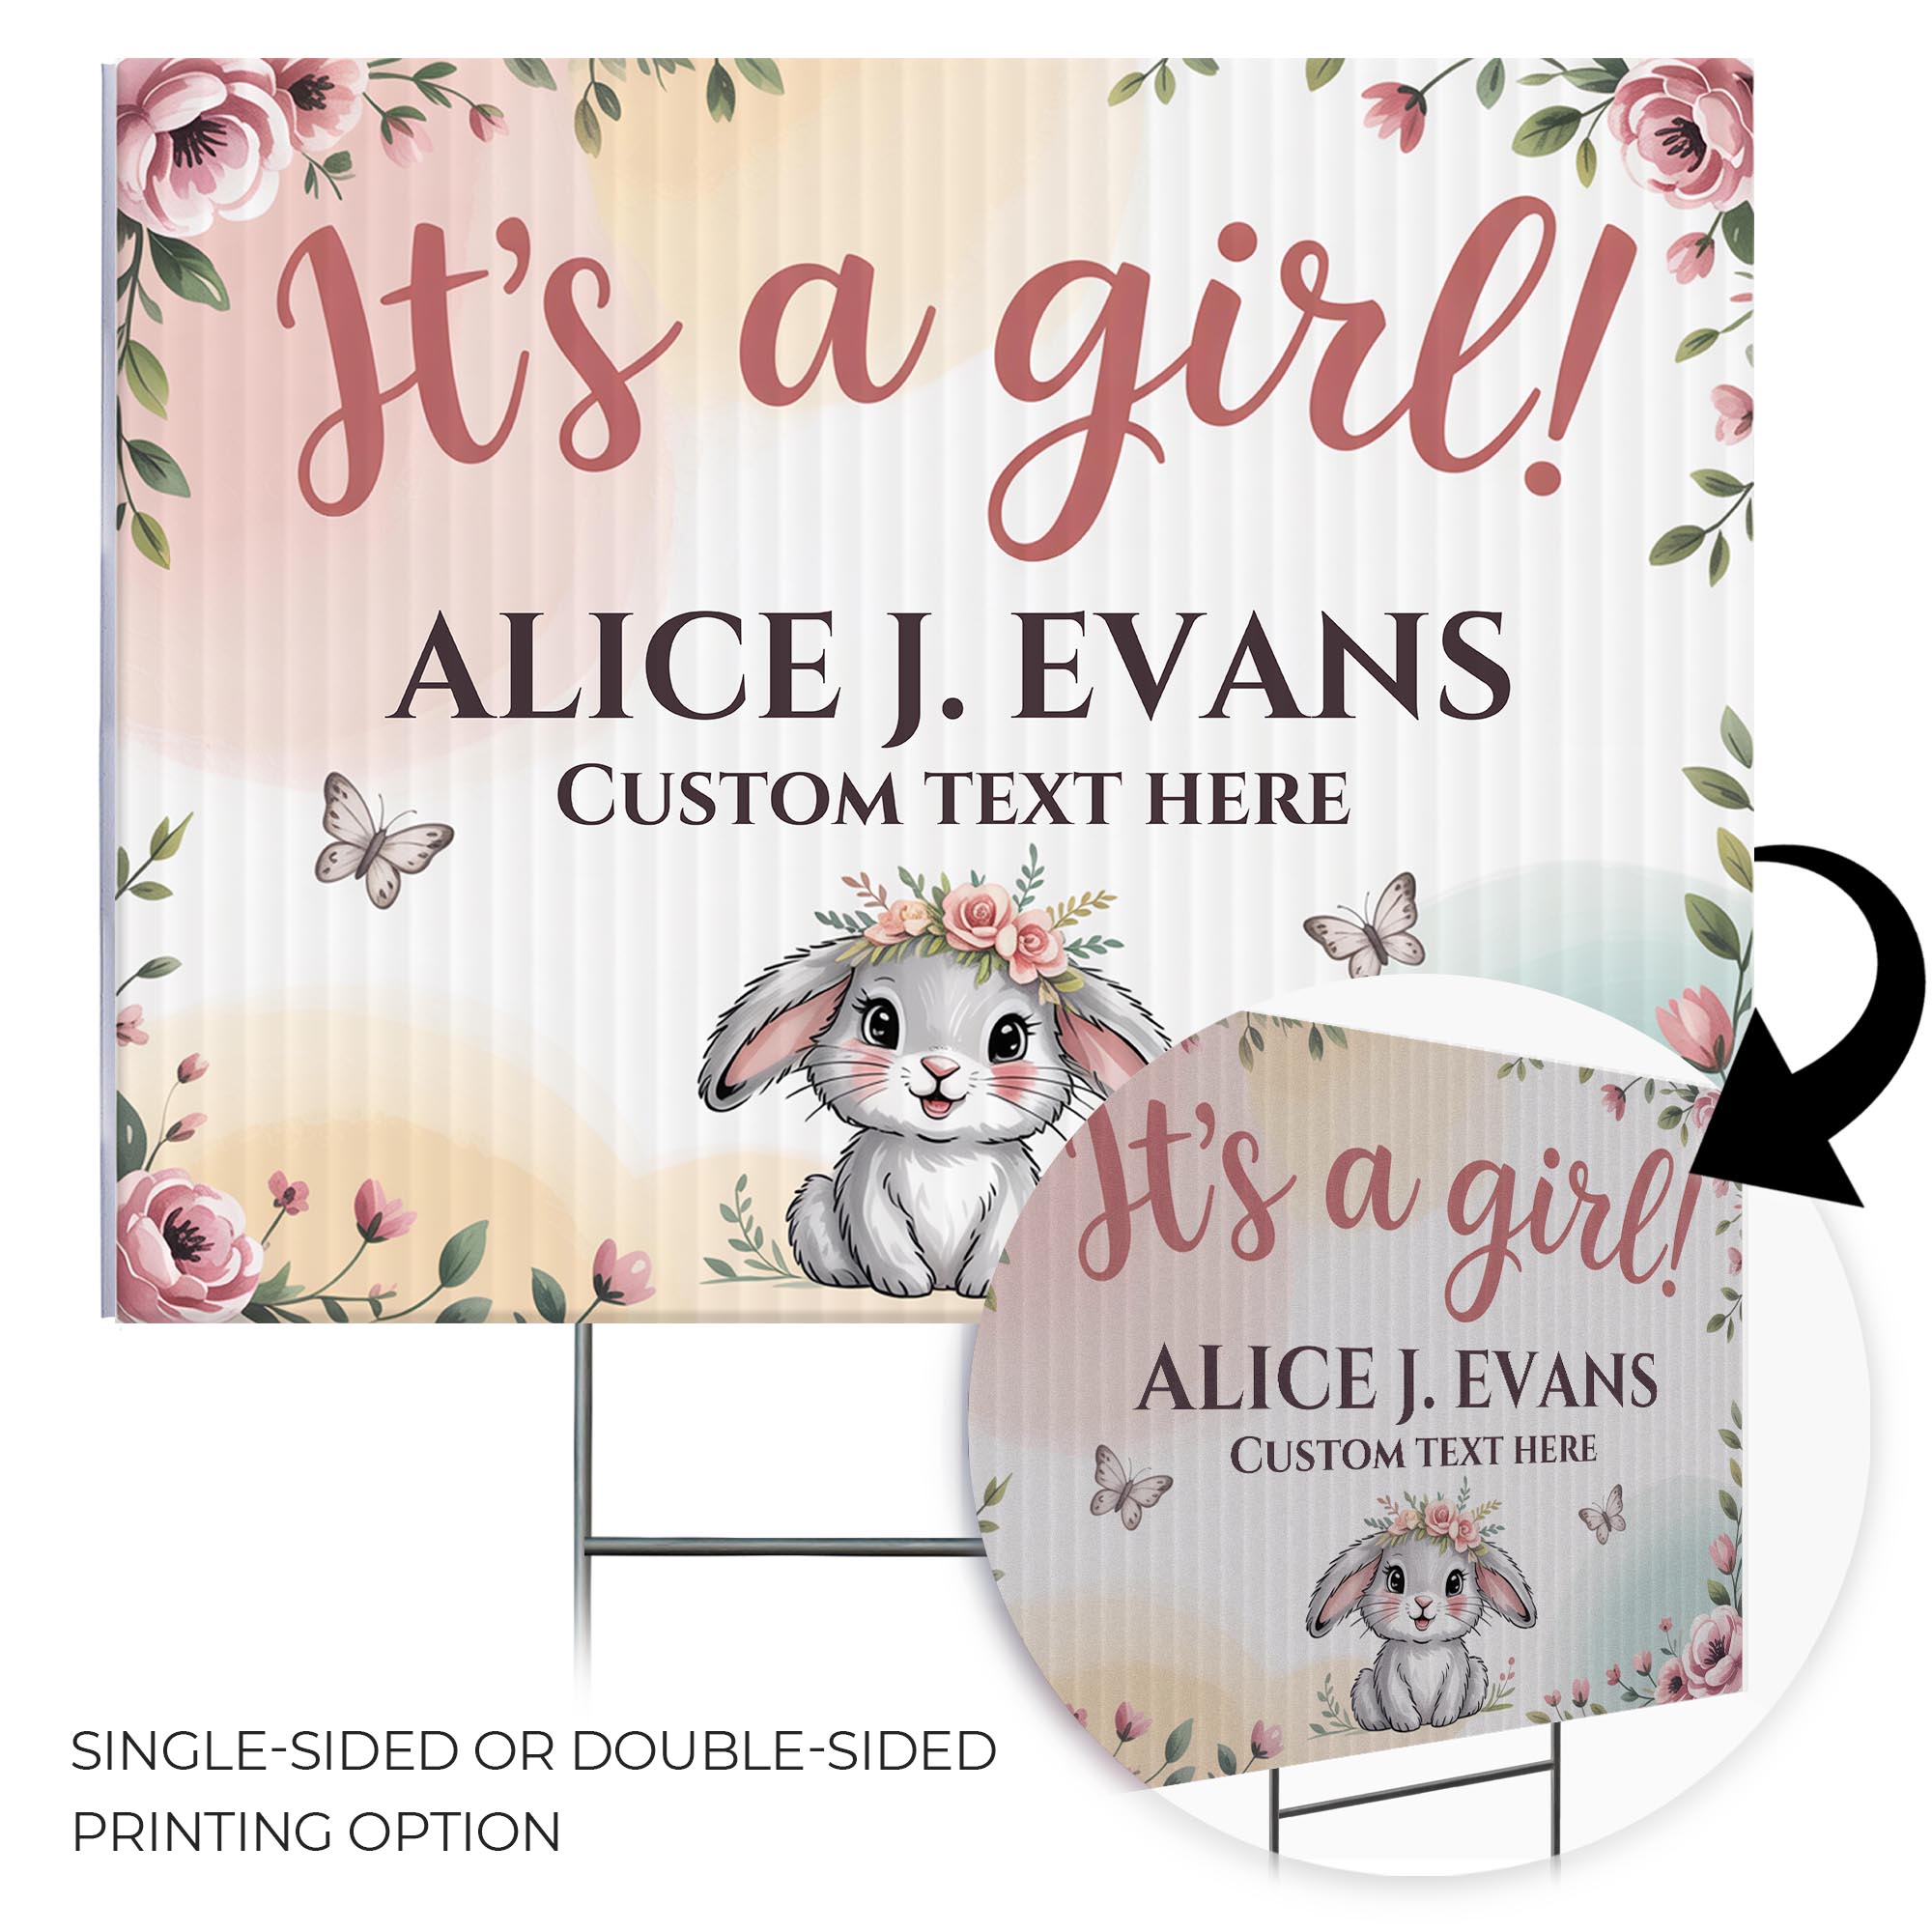 It's a girl!
ALICE J. EVANS
CUSTOM TEXT HERE
It's a girl!
ALICE J. EVANS
CUSTOM TEXT HERE
SINGLE-SIDED OR DOUBLE-SIDED
PRINTING OPTION